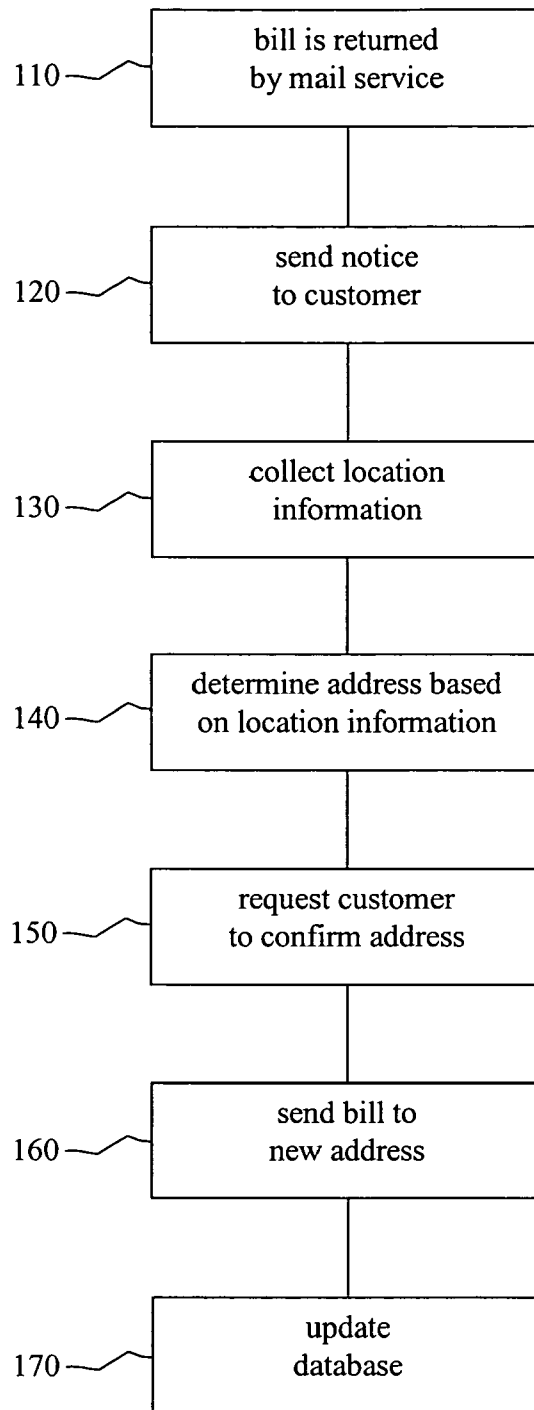 bill is returned
110
by mail service
send notice
120
to customer
collect location
130
information
determine address based
140
on location information
request customer
150
to confirm address
send bill to
160
new address
update
170
database